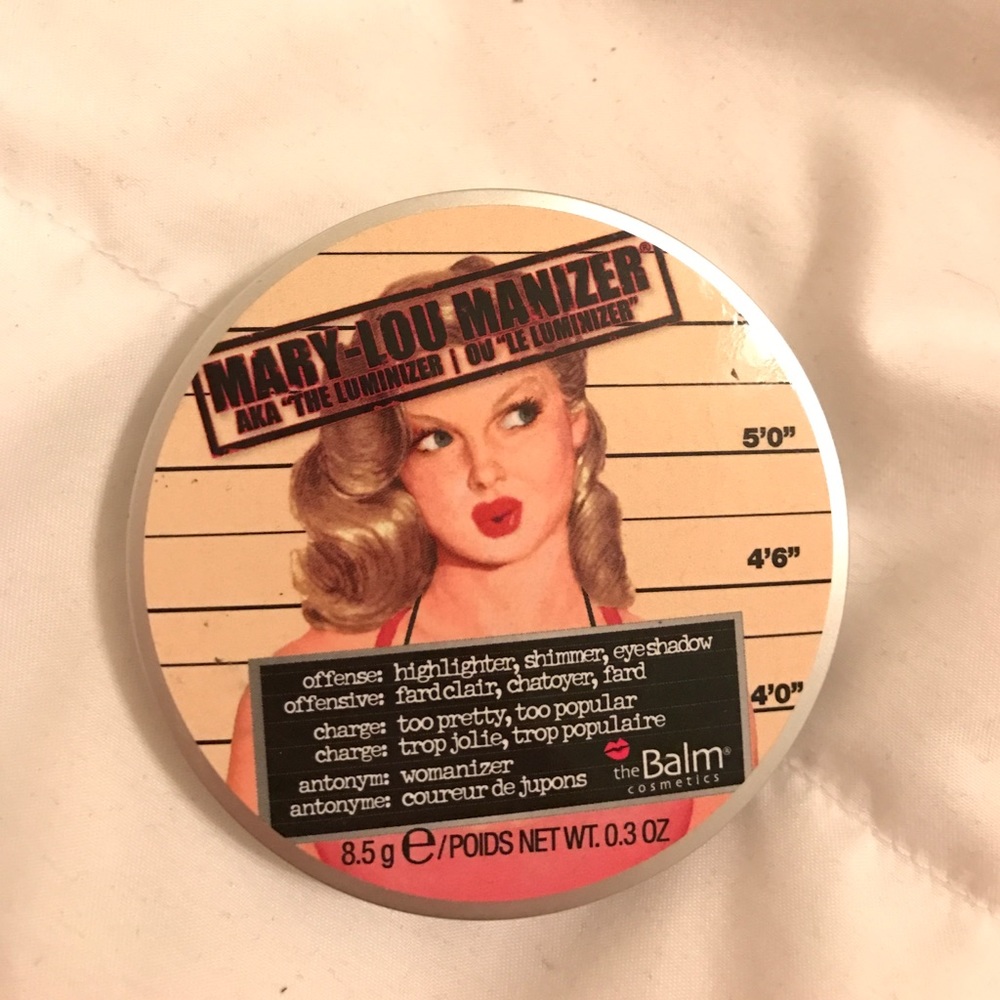 MARY-LOU MANIZER®
AKA "THE LUMINIZER | OU "LE LUMINIZER"
5'0"
4'6"
4'0"
offense: highlighter, shimmer, eyeshadow
offensive: fard clair, chatoyer, fard
charge: too pretty, too popular
charge: trop jolie, trop populaire
antonym: womanizer
antonyme: coureur de jupons
theBalm®
cosmetics
8.5 g e/POIDS NET WT. 0.3 OZ